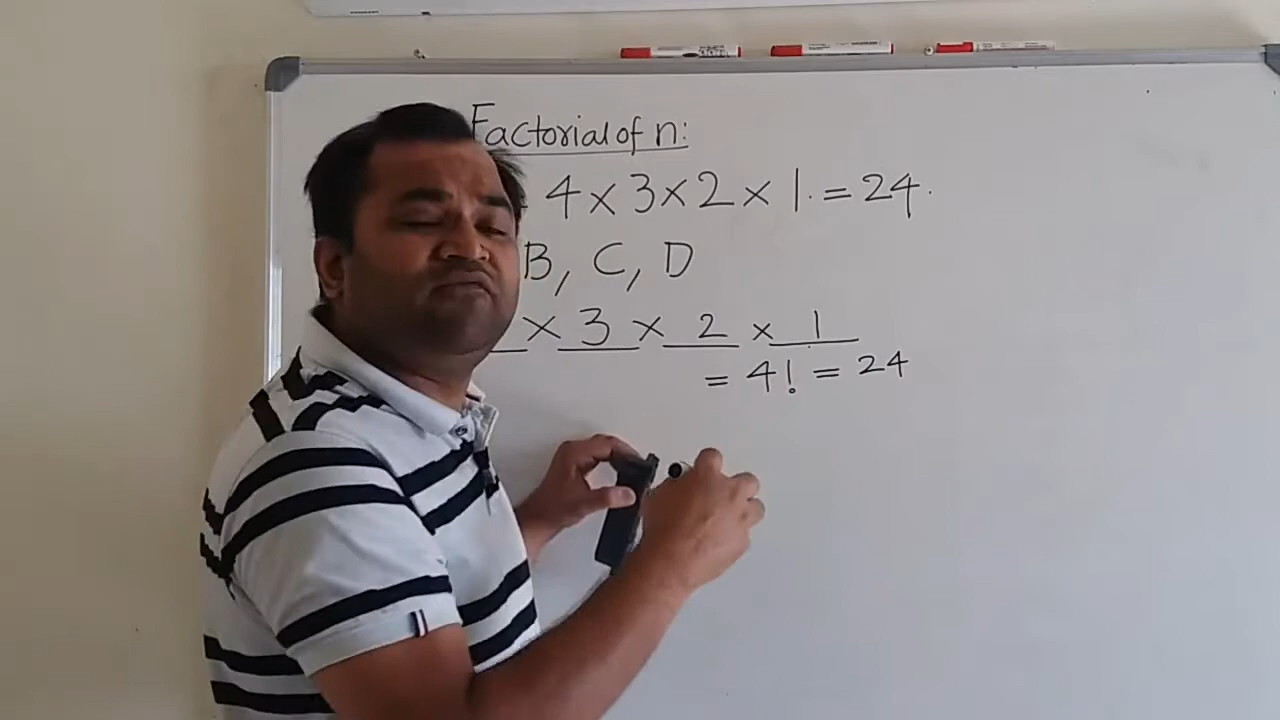 Factorial of n:
4 × 3 × 2 × 1. = 24.
B, C, D
× 3 × 2 × 1
= 4! = 24